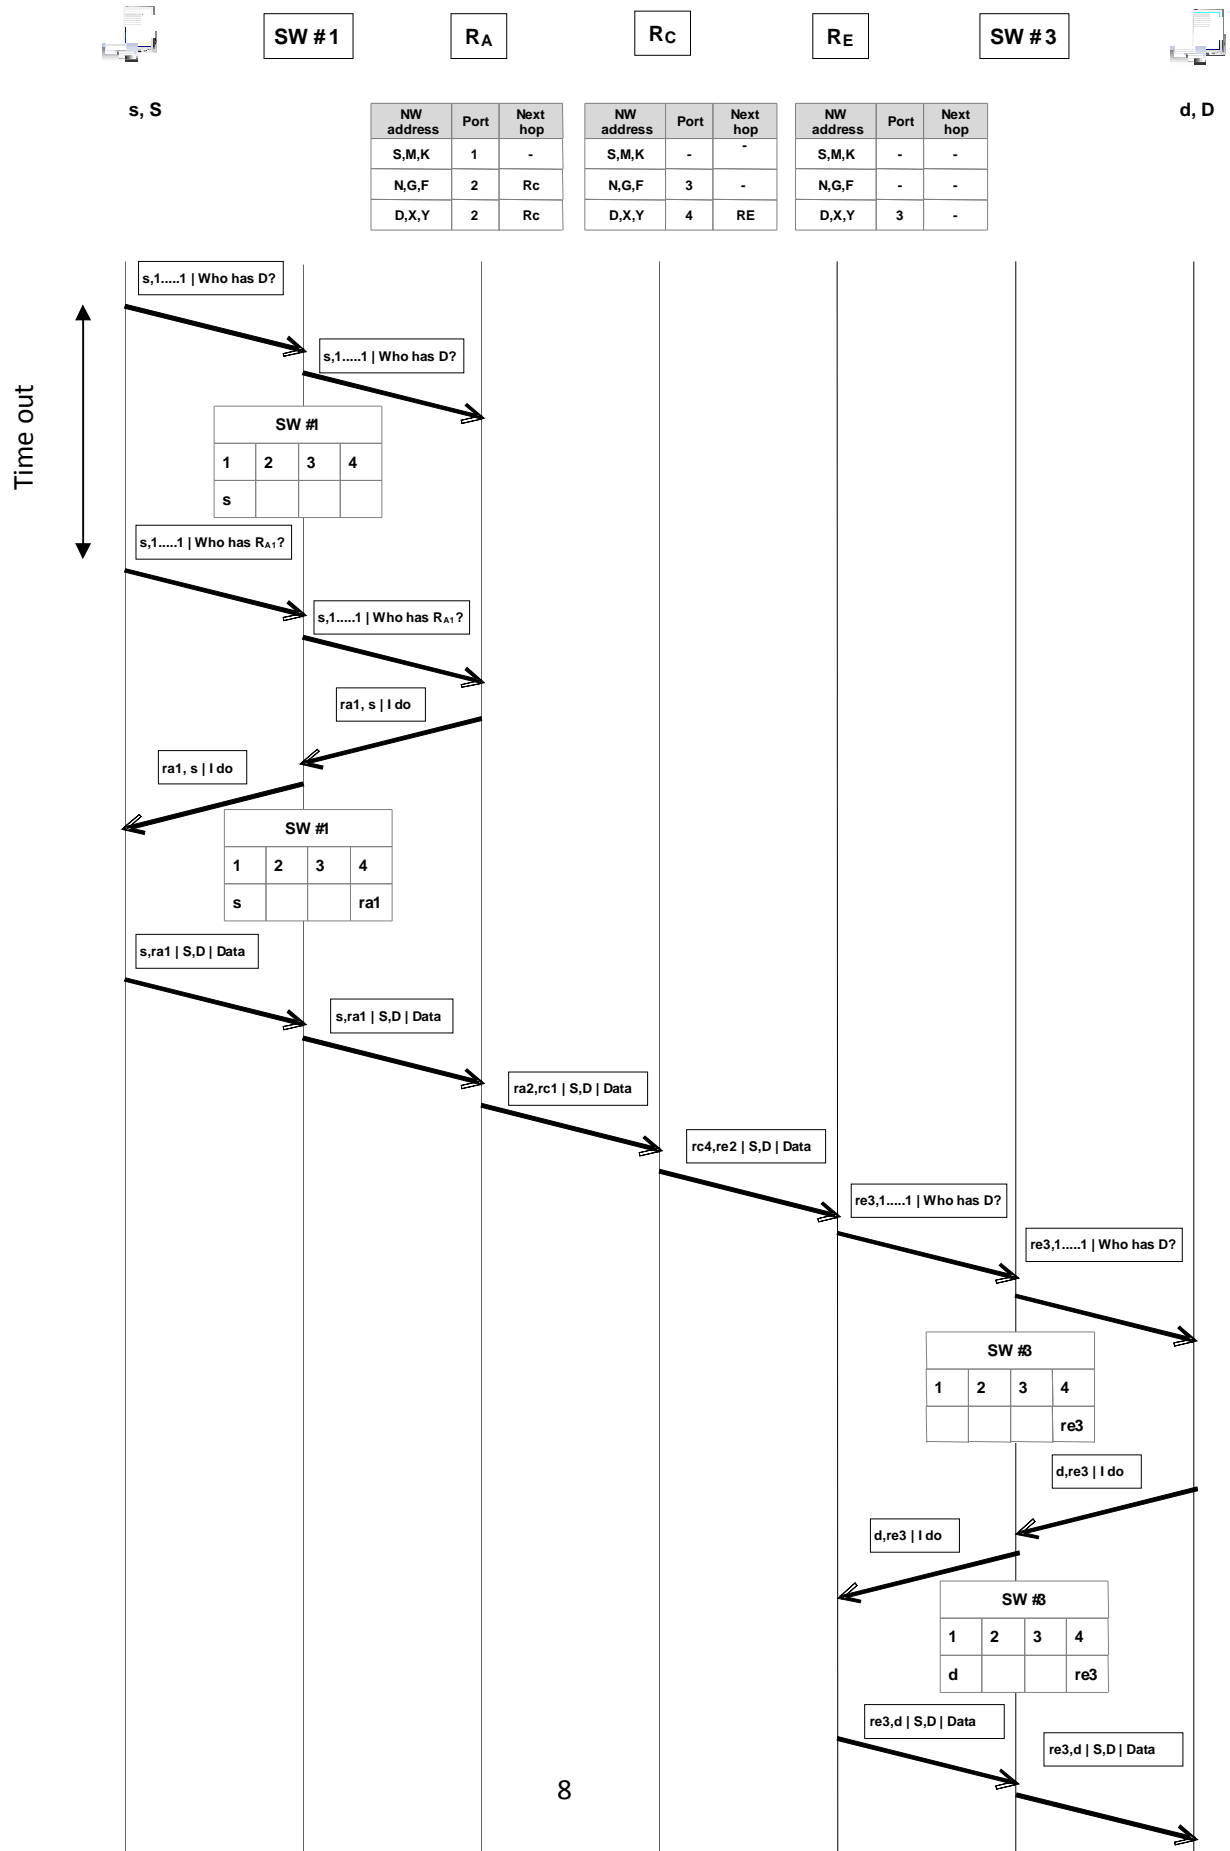 SW #1
RA
RC
RE
SW #3
s, S
d, D
NW address Port Next hop
S,M,K 1 -
N,G,F 2 Rc
D,X,Y 2 Rc
NW address Port Next hop
S,M,K - -
N,G,F 3 -
D,X,Y 4 RE
NW address Port Next hop
S,M,K - -
N,G,F - -
D,X,Y 3 -
Time out
s,1.....1 | Who has D?
s,1.....1 | Who has D?
SW #1
1 2 3 4
s
s,1.....1 | Who has RA1?
s,1.....1 | Who has RA1?
ra1, s | I do
ra1, s | I do
SW #1
1 2 3 4
s ra1
s,ra1 | S,D | Data
s,ra1 | S,D | Data
ra2,rc1 | S,D | Data
rc4,re2 | S,D | Data
re3,1.....1 | Who has D?
re3,1.....1 | Who has D?
SW #3
1 2 3 4
re3
d,re3 | I do
d,re3 | I do
SW #3
1 2 3 4
d re3
re3,d | S,D | Data
re3,d | S,D | Data
8